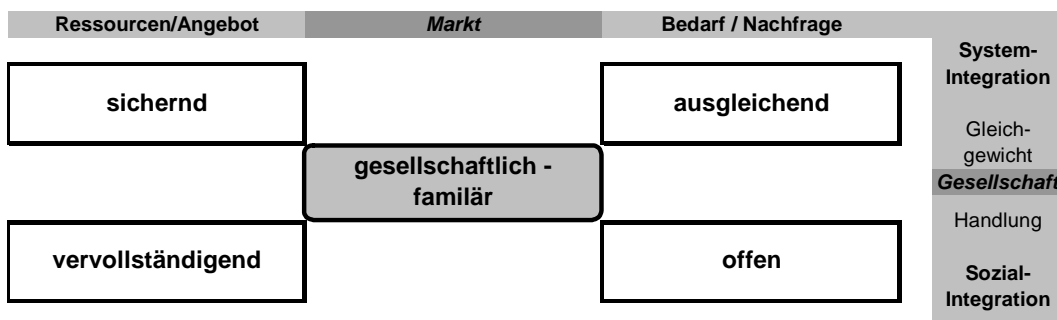 Ressourcen/Angebot
Markt
Bedarf / Nachfrage
System-
Integration
sichernd
ausgleichend
Gleich-
gewicht
gesellschaftlich -
familär
Gesellschaft
Handlung
vervollständigend
offen
Sozial-
Integration